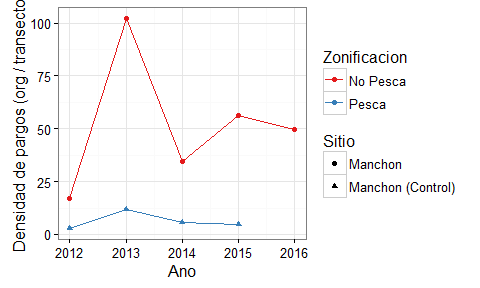 Densidad de pargos (org / transecto
100
75
50
25
0
2012 2013 2014 2015 2016
Ano
Zonificacion
No Pesca
Pesca
Sitio
Manchon
Manchon (Control)